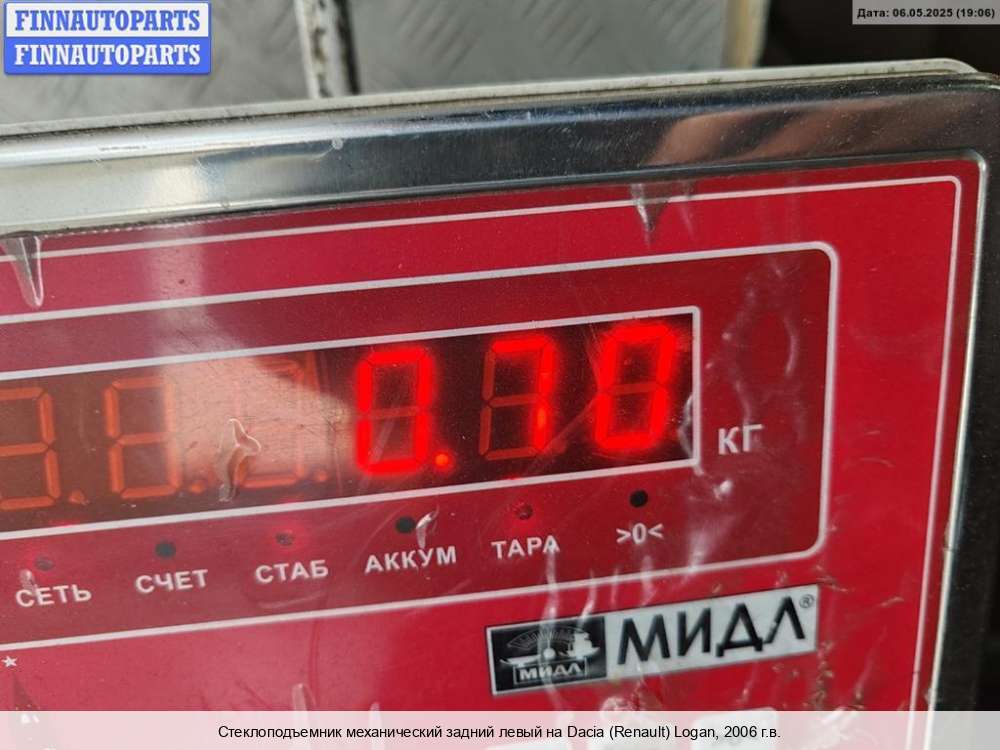 FINNAUTOPARTS
FINNAUTOPARTS
Дата: 06.05.2025 (19:06)
0.70
КГ
СЕТЬ СЧЕТ СТАБ АККУМ ТАРА >0<
МИДЛ МИДЛ®
Стеклоподъемник механический задний левый на Dacia (Renault) Logan, 2006 г.в.